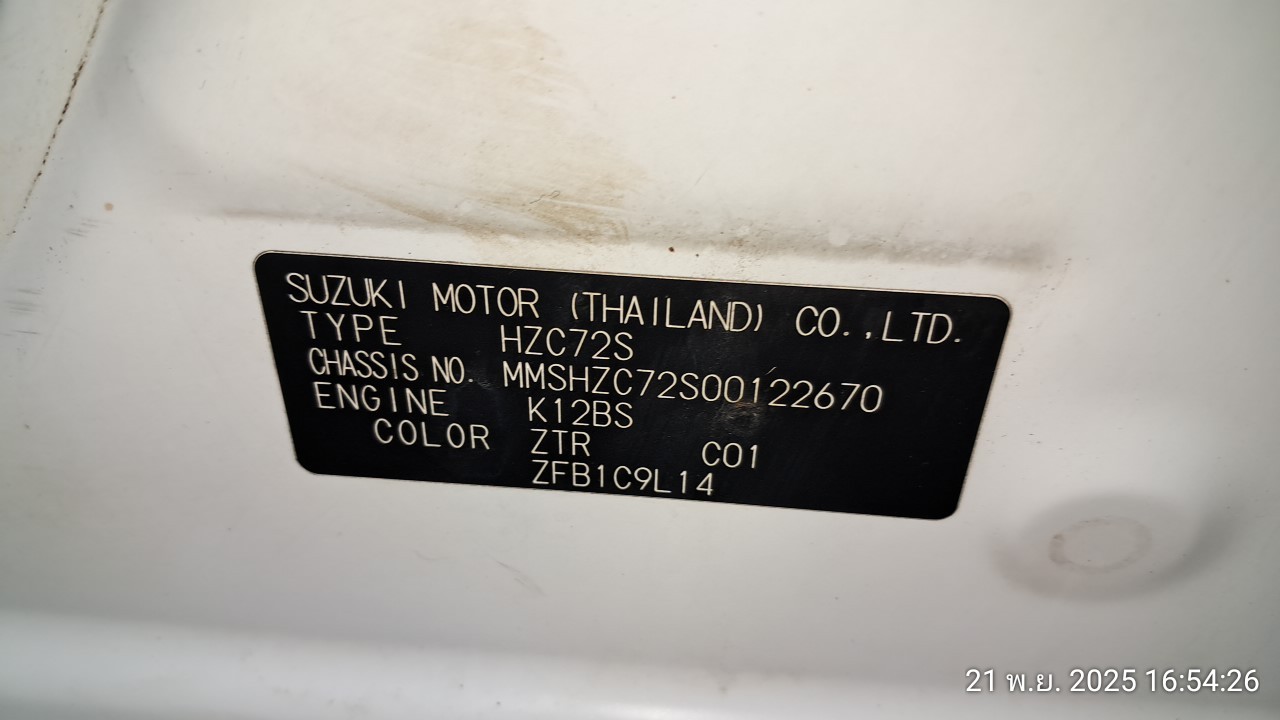 SUZUKI MOTOR (THAILAND) CO.,LTD.
TYPE HZC72S
CHASSIS NO. MMSHZC72S00122670
ENGINE K12BS
COLOR ZTR C01
ZFB1C9L14
21 พ.ย. 2025 16:54:26